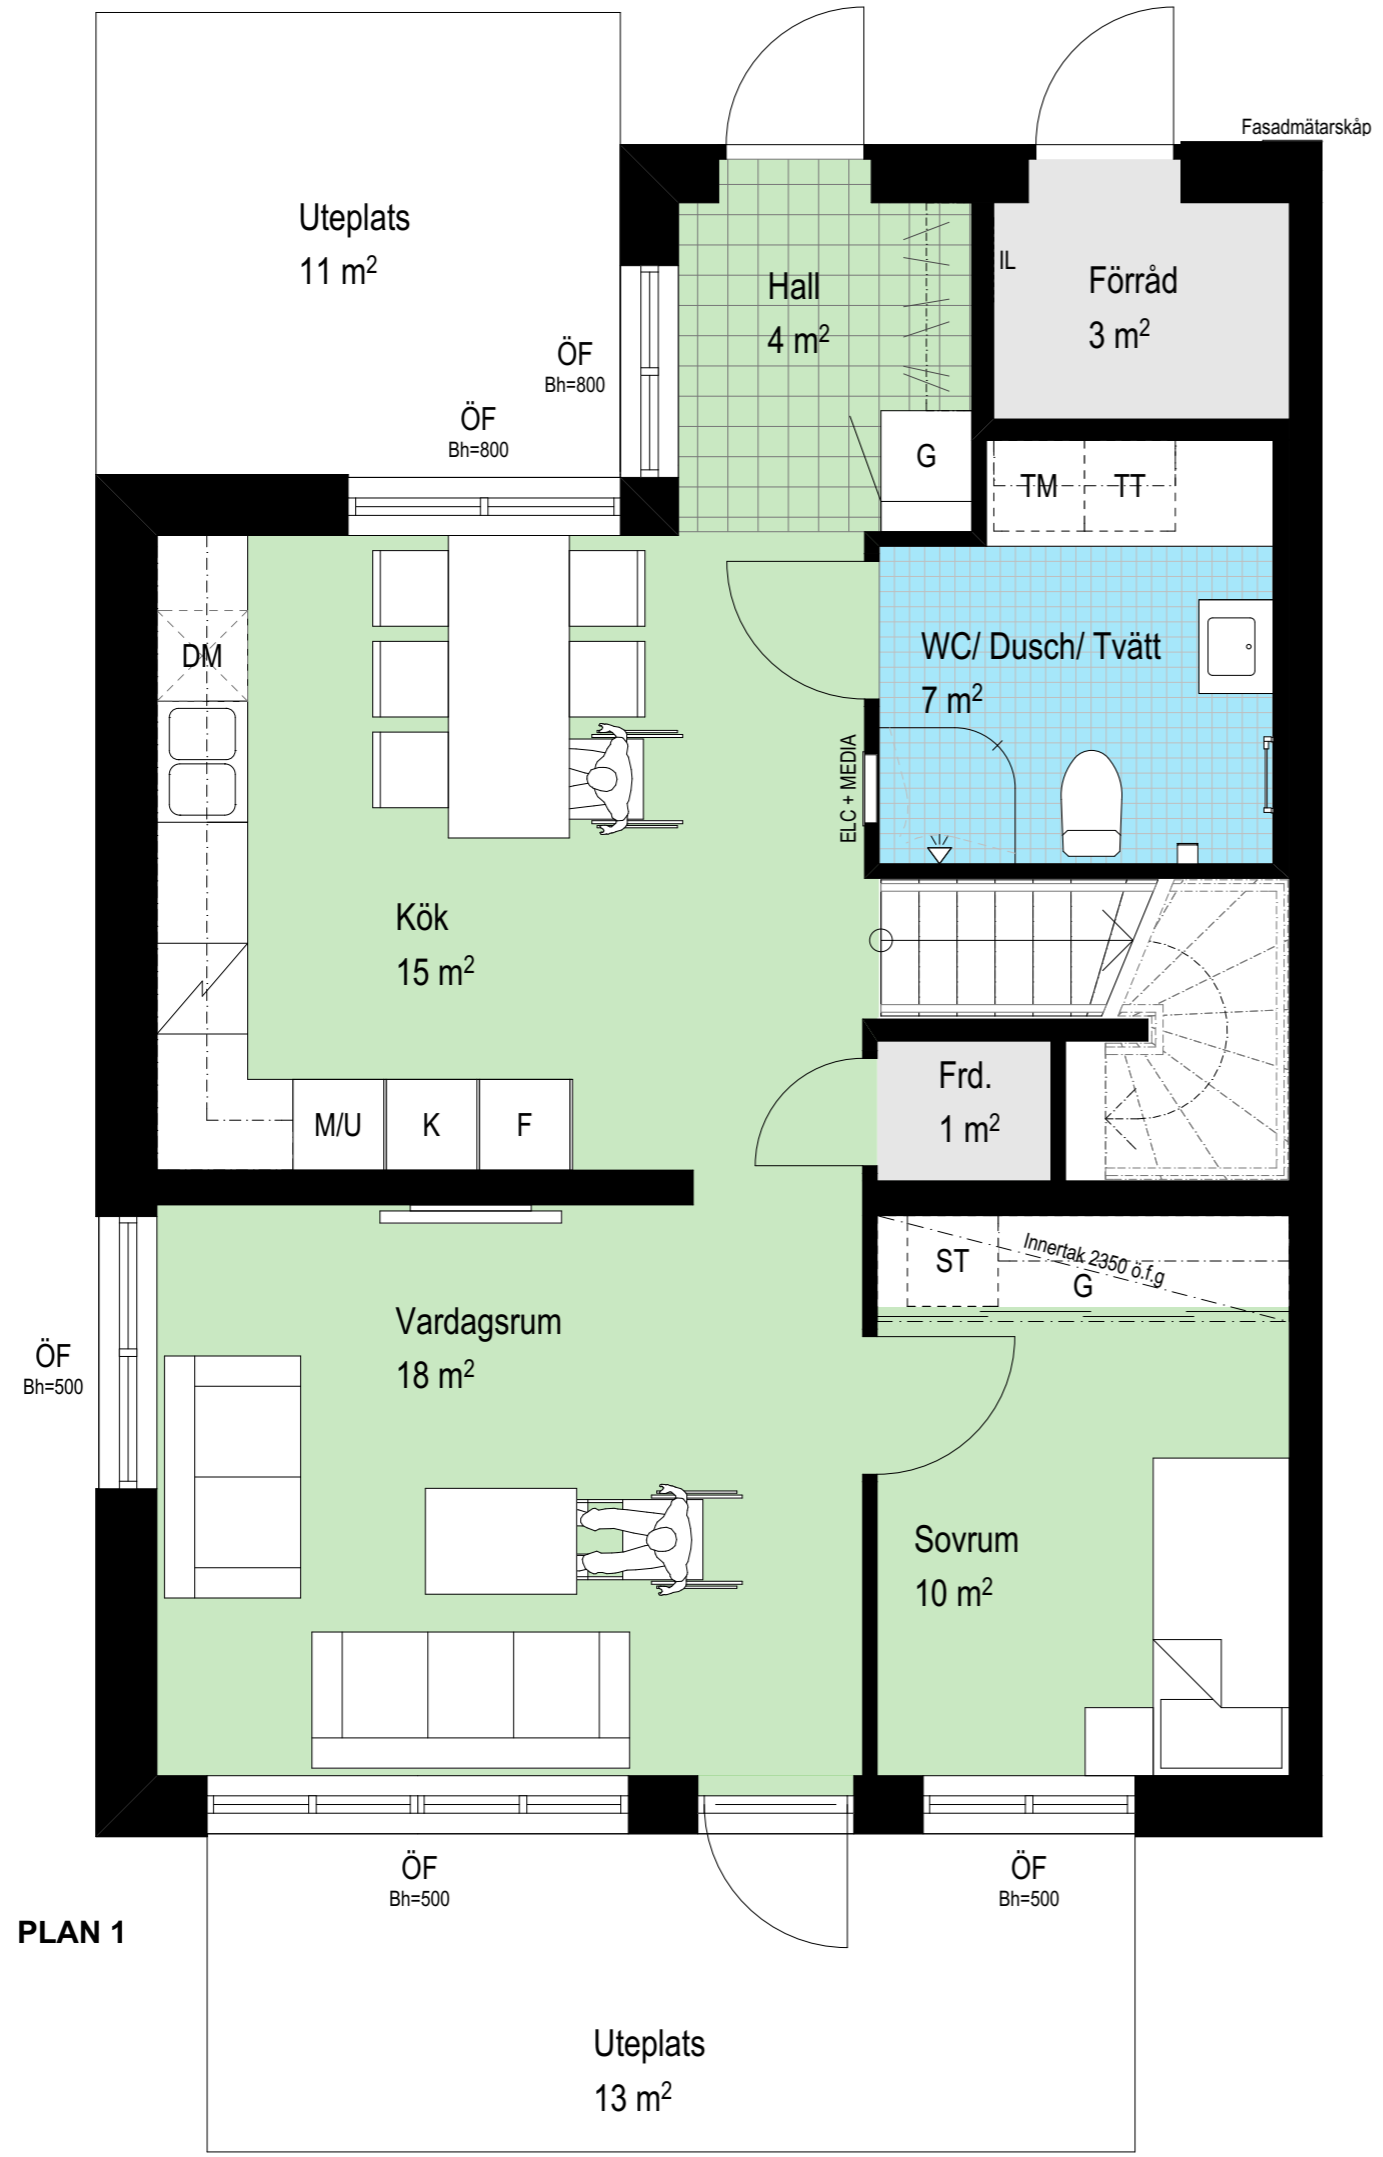 Fasadmätarskåp
Uteplats
11 m²
Hall
4 m²
IL
Förråd
3 m²
ÖF
Bh=800
ÖF
Bh=800
G
TM
TT
DM
WC/ Dusch/ Tvätt
7 m²
ELC + MEDIA
Kök
15 m²
Frd.
1 m²
M/U
K
F
ST
Innertak 2350 ö.f.g
G
Vardagsrum
18 m²
ÖF
Bh=500
Sovrum
10 m²
ÖF
Bh=500
ÖF
Bh=500
PLAN 1
Uteplats
13 m²